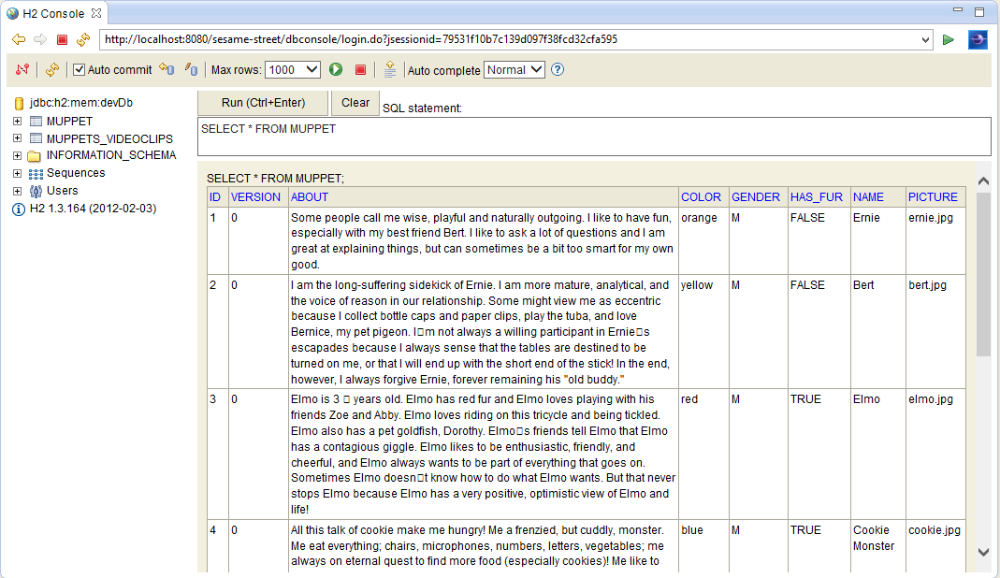 H2 Console
http://localhost:8080/sesame-street/dbconsole/login.do?jsessionid=79531f10b7c139d097f38fcd32cfa595
Auto commit Max rows: 1000 Auto complete Normal
jdbc:h2:mem:devDb
MUPPET
MUPPETS_VIDEOCLIPS
INFORMATION_SCHEMA
Sequences
Users
H2 1.3.164 (2012-02-03)
Run (Ctrl+Enter) Clear SQL statement:
SELECT * FROM MUPPET
SELECT * FROM MUPPET;
ID VERSION ABOUT COLOR GENDER HAS_FUR NAME PICTURE
1 0 Some people call me wise, playful and naturally outgoing. I like to have fun, orange M FALSE Ernie ernie.jpg
especially with my best friend Bert. I like to ask a lot of questions and I am
great at explaining things, but can sometimes be a bit too smart for my own
good.
2 0 I am the long-suffering sidekick of Ernie. I am more mature, analytical, and yellow M FALSE Bert bert.jpg
the voice of reason in our relationship. Some might view me as eccentric
because I collect bottle caps and paper clips, play the tuba, and love
Bernice, my pet pigeon. I▯m not always a willing participant in Ernie▯s
escapades because I always sense that the tables are destined to be
turned on me, or that I will end up with the short end of the stick! In the end,
however, I always forgive Ernie, forever remaining his "old buddy."
3 0 Elmo is 3 ▯ years old. Elmo has red fur and Elmo loves playing with his red M TRUE Elmo elmo.jpg
friends Zoe and Abby. Elmo loves riding on this tricycle and being tickled.
Elmo also has a pet goldfish, Dorothy. Elmo▯s friends tell Elmo that Elmo
has a contagious giggle. Elmo likes to be enthusiastic, friendly, and
cheerful, and Elmo always wants to be part of everything that goes on.
Sometimes Elmo doesn▯t know how to do what Elmo wants. But that never
stops Elmo because Elmo has a very positive, optimistic view of Elmo and
life!
4 0 All this talk of cookie make me hungry! Me a frenzied, but cuddly, monster. blue M TRUE Cookie cookie.jpg
Me eat everything; chairs, microphones, numbers, letters, vegetables; me Monster
always on eternal quest to find more food (especially cookies)! Me like to